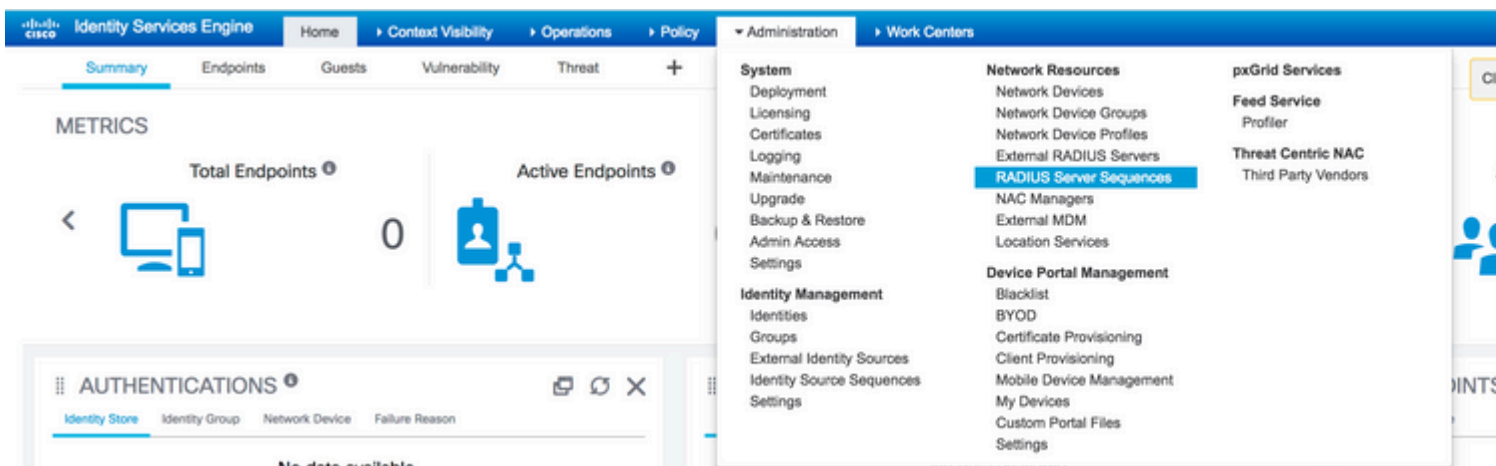 cisco Identity Services Engine Home Context Visibility Operations Policy Administration Work Centers
Summary Endpoints Guests Vulnerability Threat +
METRICS
Total Endpoints
0
Active Endpoints
System
Deployment
Licensing
Certificates
Logging
Maintenance
Upgrade
Backup & Restore
Admin Access
Settings
Identity Management
Identities
Groups
External Identity Sources
Identity Source Sequences
Settings
Network Resources
Network Devices
Network Device Groups
Network Device Profiles
External RADIUS Servers
RADIUS Server Sequences
NAC Managers
External MDM
Location Services
Device Portal Management
Blacklist
BYOD
Certificate Provisioning
Client Provisioning
Mobile Device Management
My Devices
Custom Portal Files
Settings
pxGrid Services
Feed Service
Profiler
Threat Centric NAC
Third Party Vendors
AUTHENTICATIONS
Identity Store Identity Group Network Device Failure Reason
No data available